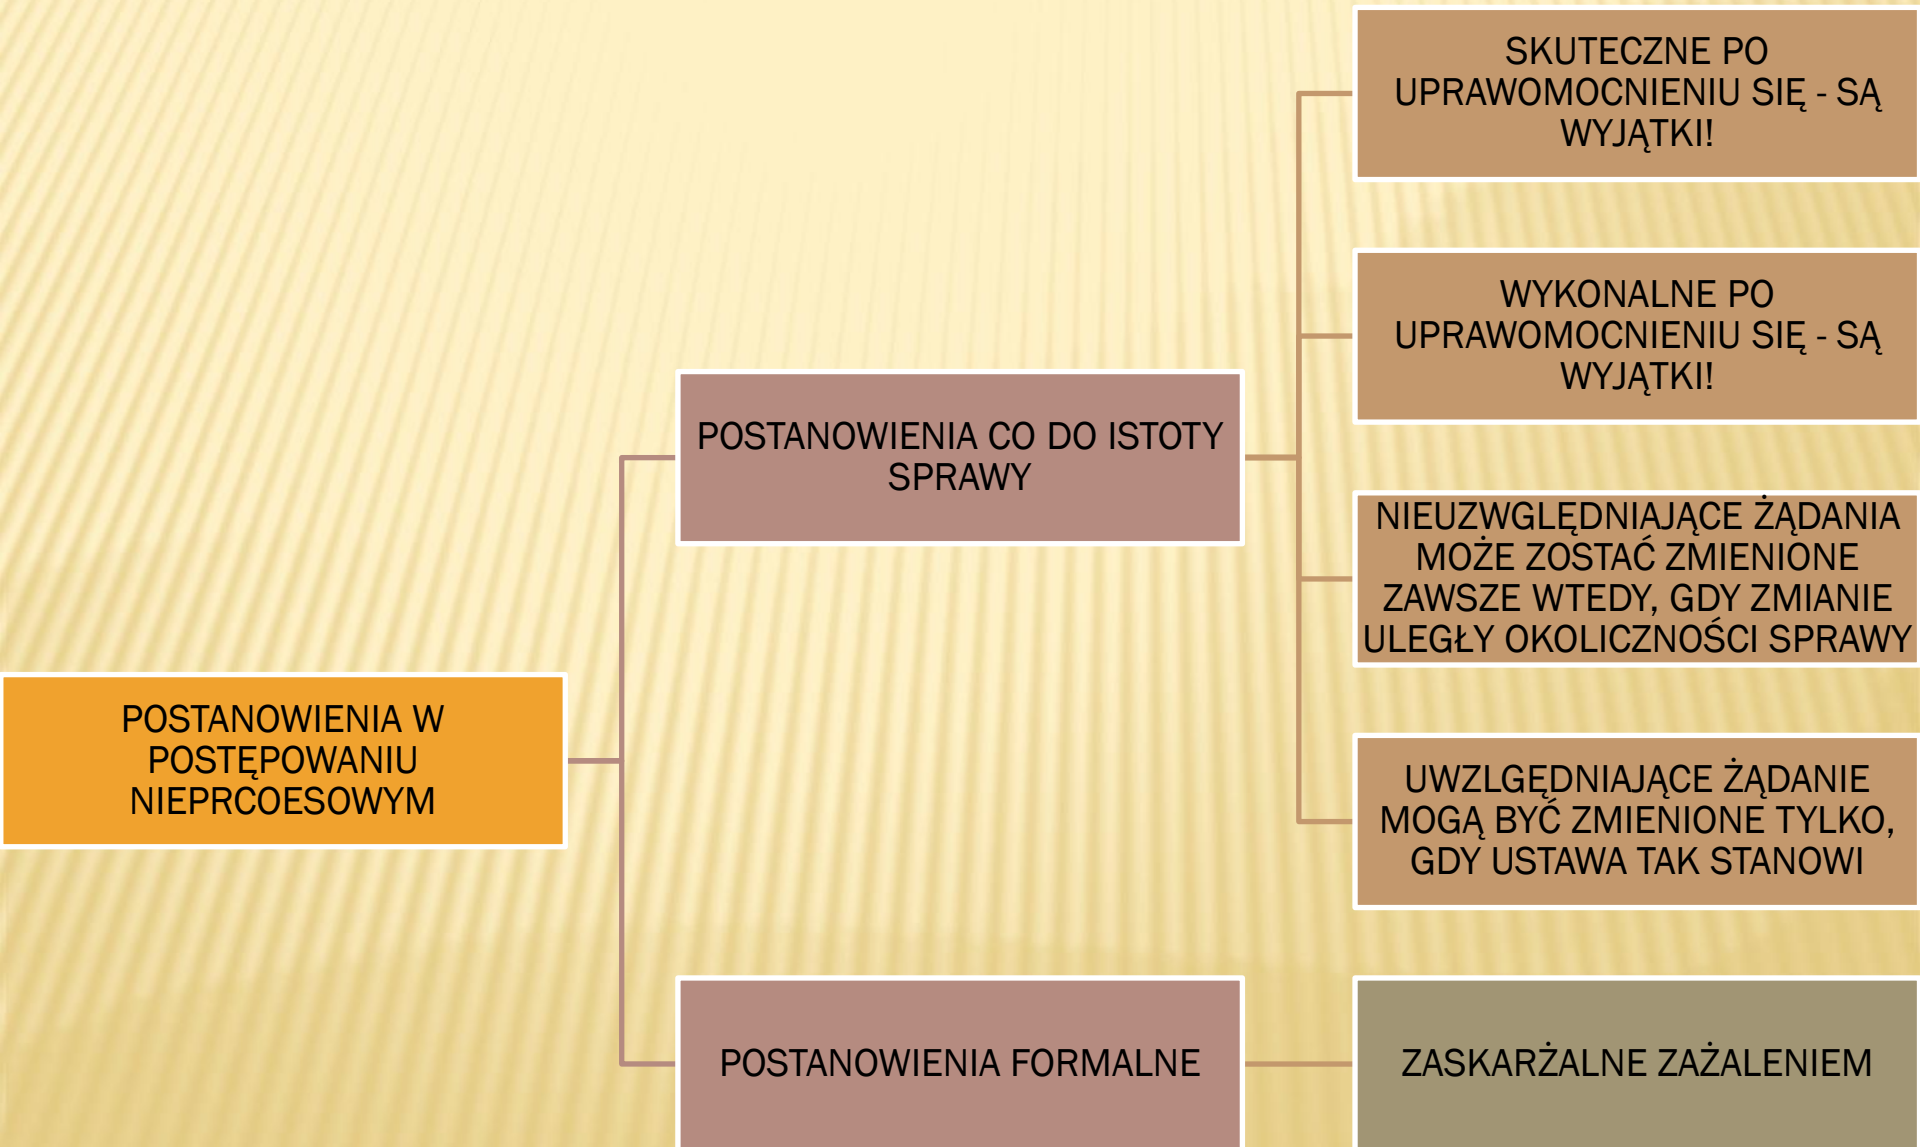 SKUTECZNE PO
UPRAWOMOCNIENIU SIĘ - SĄ
WYJĄTKI!
WYKONALNE PO
UPRAWOMOCNIENIU SIĘ - SĄ
WYJĄTKI!
POSTANOWIENIA CO DO ISTOTY
SPRAWY
NIEUZWGLĘDNIAJĄCE ŻĄDANIA
MOŻE ZOSTAĆ ZMIENIONE
ZAWSZE WTEDY, GDY ZMIANIE
ULEGŁY OKOLICZNOŚCI SPRAWY
POSTANOWIENIA W
POSTĘPOWANIU
NIEPRCOESOWYM
UWZLGĘDNIAJĄCE ŻĄDANIE
MOGĄ BYĆ ZMIENIONE TYLKO,
GDY USTAWA TAK STANOWI
POSTANOWIENIA FORMALNE
ZASKARŻALNE ZAŻALENIEM